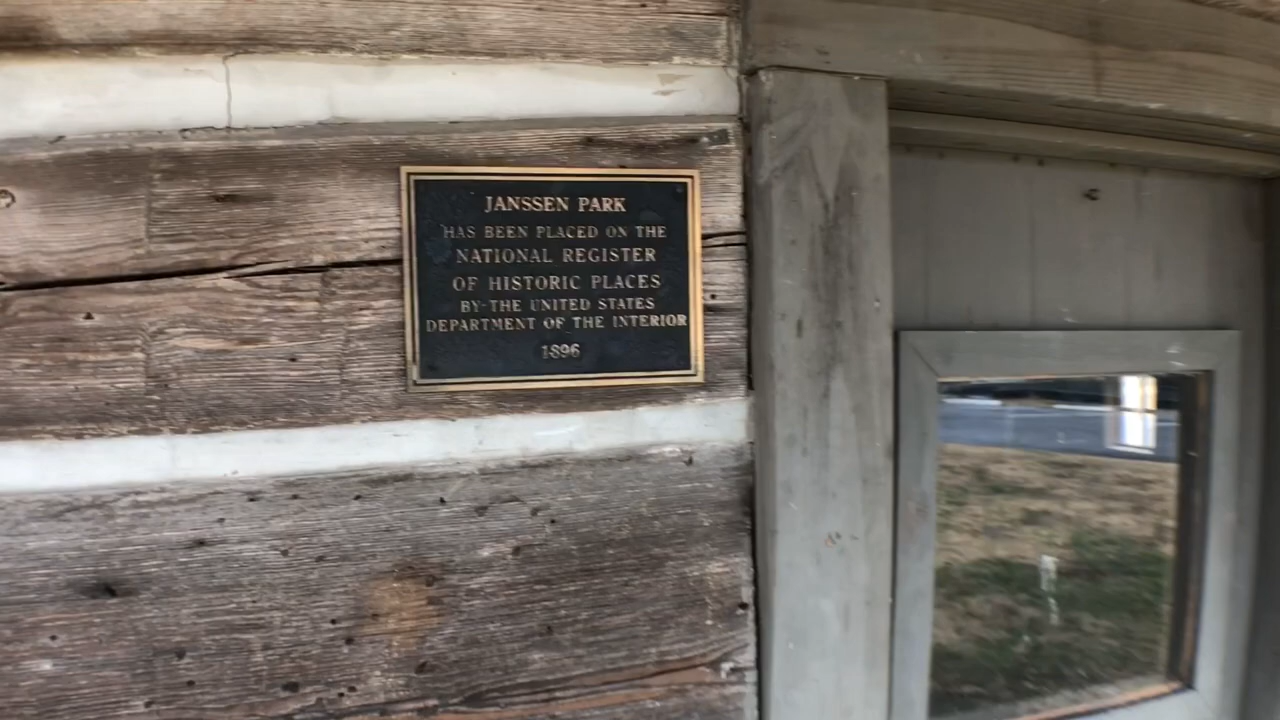 JANSSEN PARK
HAS BEEN PLACED ON THE
NATIONAL REGISTER
OF HISTORIC PLACES
BY THE UNITED STATES
DEPARTMENT OF THE INTERIOR
1896